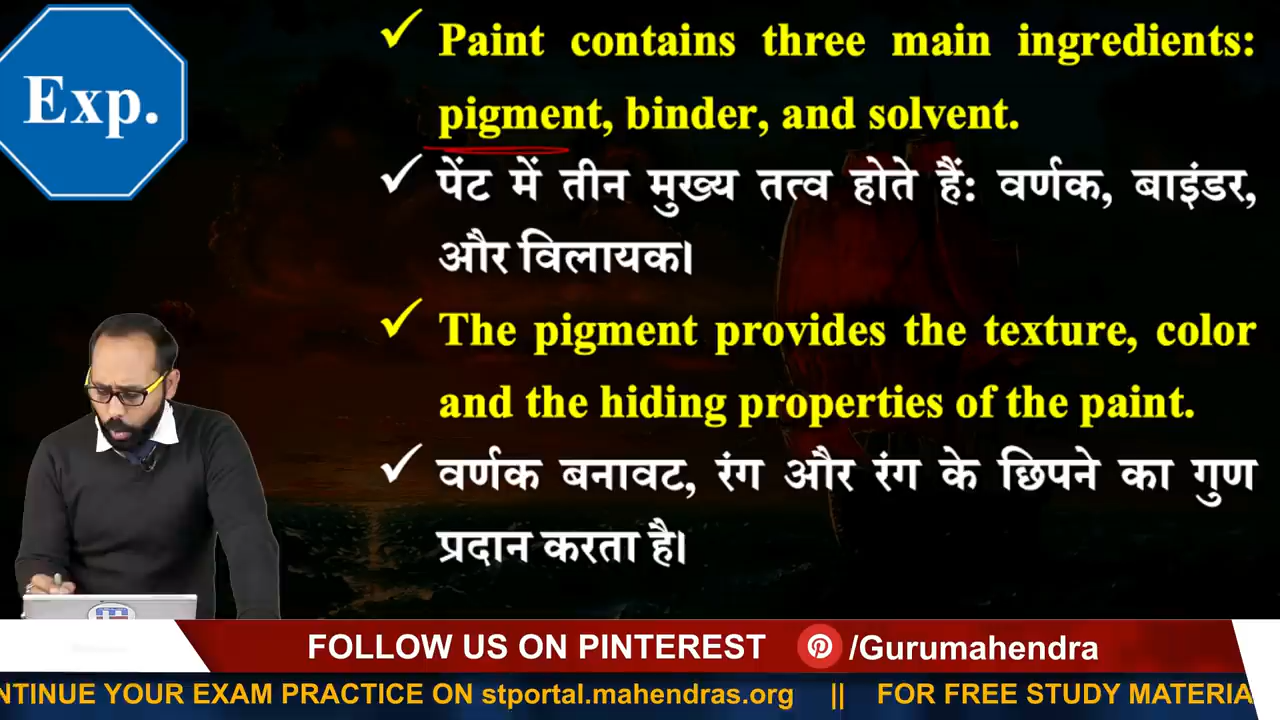 Exp.
✓ Paint contains three main ingredients:
pigment, binder, and solvent.
✓ पेंट में तीन मुख्य तत्व होते हैं: वर्णक, बाइंडर,
और विलायक।
✓ The pigment provides the texture, color
and the hiding properties of the paint.
✓ वर्णक बनावट, रंग और रंग के छिपने का गुण
प्रदान करता है।
FOLLOW US ON PINTEREST /Gurumahendra
NTINUE YOUR EXAM PRACTICE ON stportal.mahendras.org || FOR FREE STUDY MATERIA